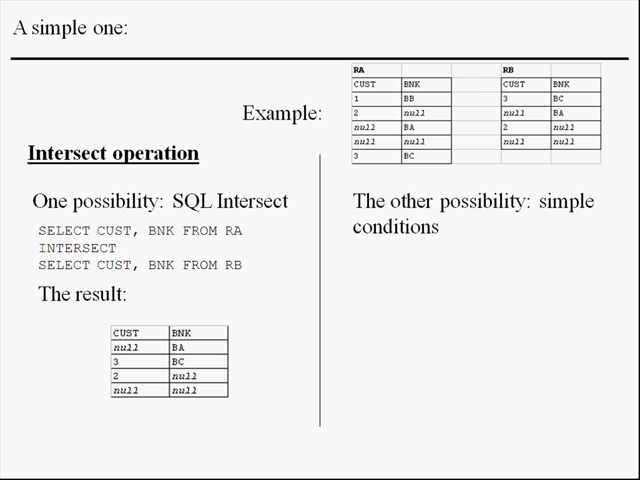 A simple one:
Example:
RA RB
CUST BNK CUST BNK
1 BB 3 BC
2 null null BA
null BA 2 null
null null null null
3 BC
Intersect operation
One possibility: SQL Intersect
SELECT CUST, BNK FROM RA
INTERSECT
SELECT CUST, BNK FROM RB
The result:
CUST BNK
null BA
3 BC
2 null
null null
The other possibility: simple
conditions